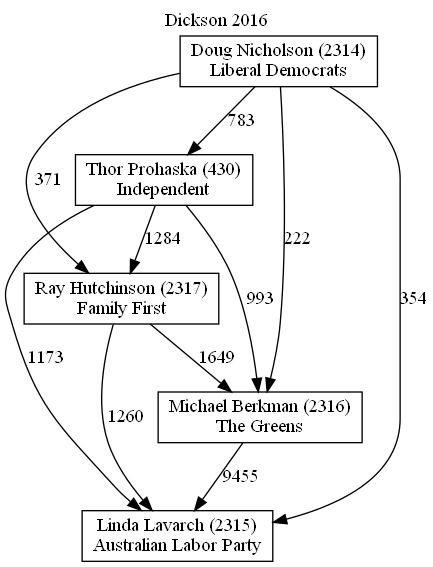 Dickson 2016
Doug Nicholson (2314)
Liberal Democrats
783
Thor Prohaska (430)
Independent
371
1284
222
354
993
Ray Hutchinson (2317)
Family First
1173
1649
1260
Michael Berkman (2316)
The Greens
9455
Linda Lavarch (2315)
Australian Labor Party